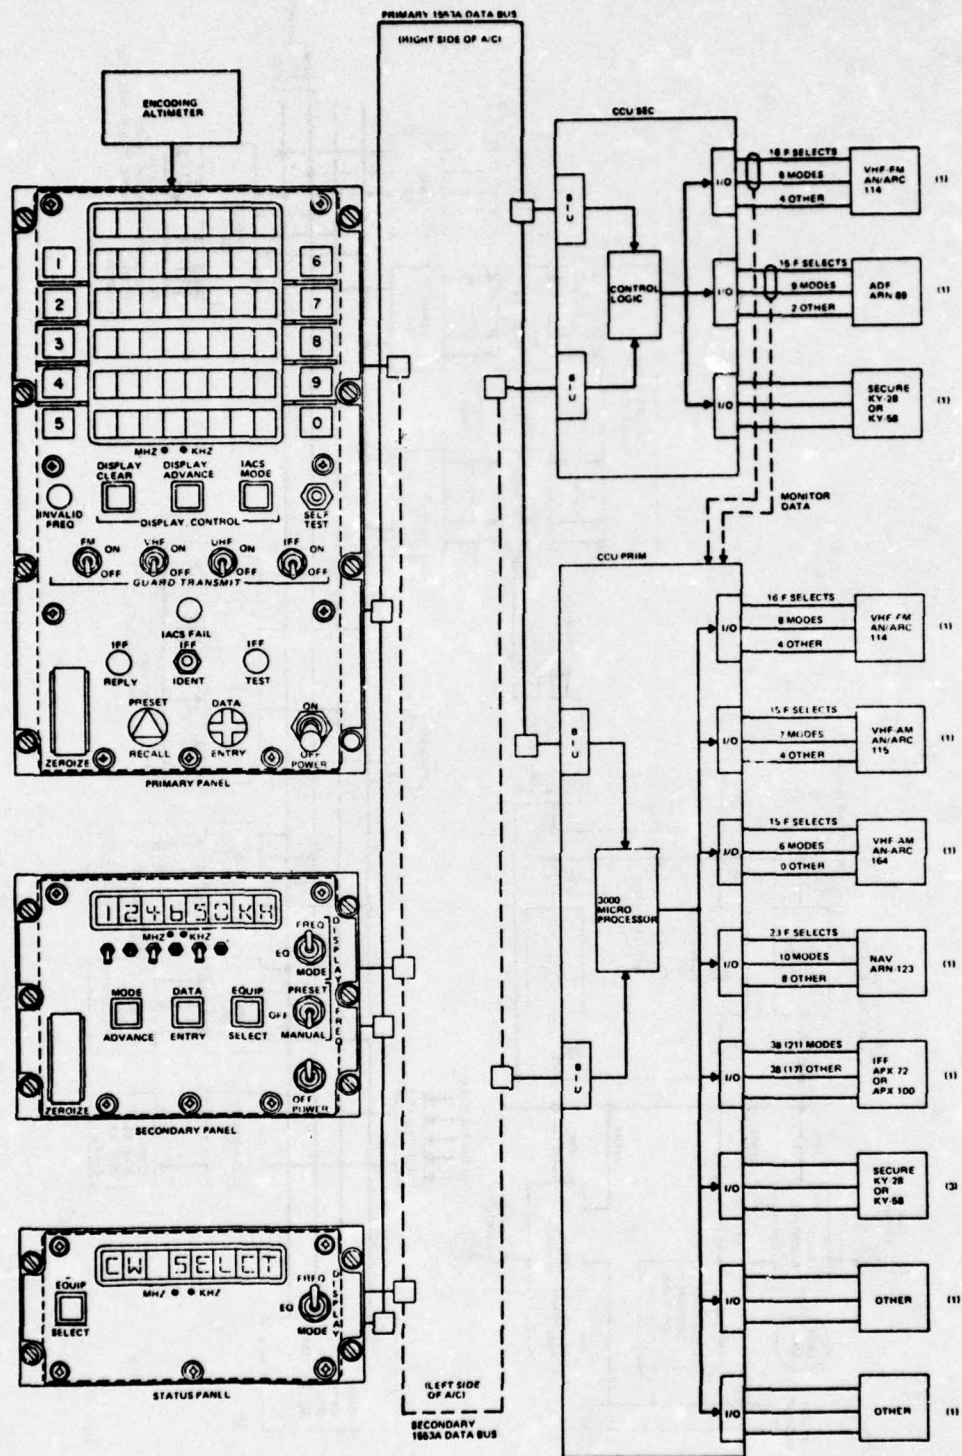 PRIMARY 1553A DATA BUS
(RIGHT SIDE OF A/C)
ENCODING
ALTIMETER
1
2
3
4
5
6
7
8
9
0
MHZ KHZ
DISPLAY
CLEAR
DISPLAY
ADVANCE
IACS
MODE
INVALID
FREQ
DISPLAY CONTROL
SELF
TEST
FM ON
OFF
VHF ON
OFF
UHF ON
OFF
IFF ON
OFF
GUARD TRANSMIT
IACS FAIL
IFF
REPLY
IFF
IDENT
IFF
TEST
PRESET
RECALL
DATA
ENTRY
ON
OFF
POWER
ZEROIZE
PRIMARY PANEL
124650KH
MHZ KHZ
FREQ
EQ
MODE
DISPLAY
MODE
ADVANCE
DATA
ENTRY
EQUIP
SELECT
PRESET
OFF
MANUAL
FREQ
OFF
POWER
ZEROIZE
SECONDARY PANEL
CW SELCT
MHZ KHZ
EQUIP
SELECT
FREQ
EQ
MODE
DISPLAY
STATUS PANEL
(LEFT SIDE
OF A/C)
SECONDARY
1553A DATA BUS
CCU SEC
BIU
BIU
CONTROL
LOGIC
I/O
16 F SELECTS
8 MODES
4 OTHER
VHF-FM
AN/ARC
114
(1)
I/O
15 F SELECTS
9 MODES
2 OTHER
ADF
ARN-89
(1)
I/O
SECURE
KY-28
OR
KY-58
(1)
MONITOR
DATA
CCU PRIM
BIU
BIU
3000
MICRO
PROCESSOR
I/O
16 F SELECTS
8 MODES
4 OTHER
VHF-FM
AN/ARC
114
(1)
I/O
15 F SELECTS
7 MODES
4 OTHER
VHF-AM
AN/ARC
115
(1)
I/O
15 F SELECTS
6 MODES
0 OTHER
VHF-AM
AN-ARC
164
(1)
I/O
23 F SELECTS
10 MODES
8 OTHER
NAV
ARN-123
(1)
I/O
38 (21) MODES
38 (17) OTHER
IFF
APX 72
OR
APX 100
(1)
I/O
SECURE
KY-28
OR
KY-58
(3)
I/O
OTHER
(1)
I/O
OTHER
(1)